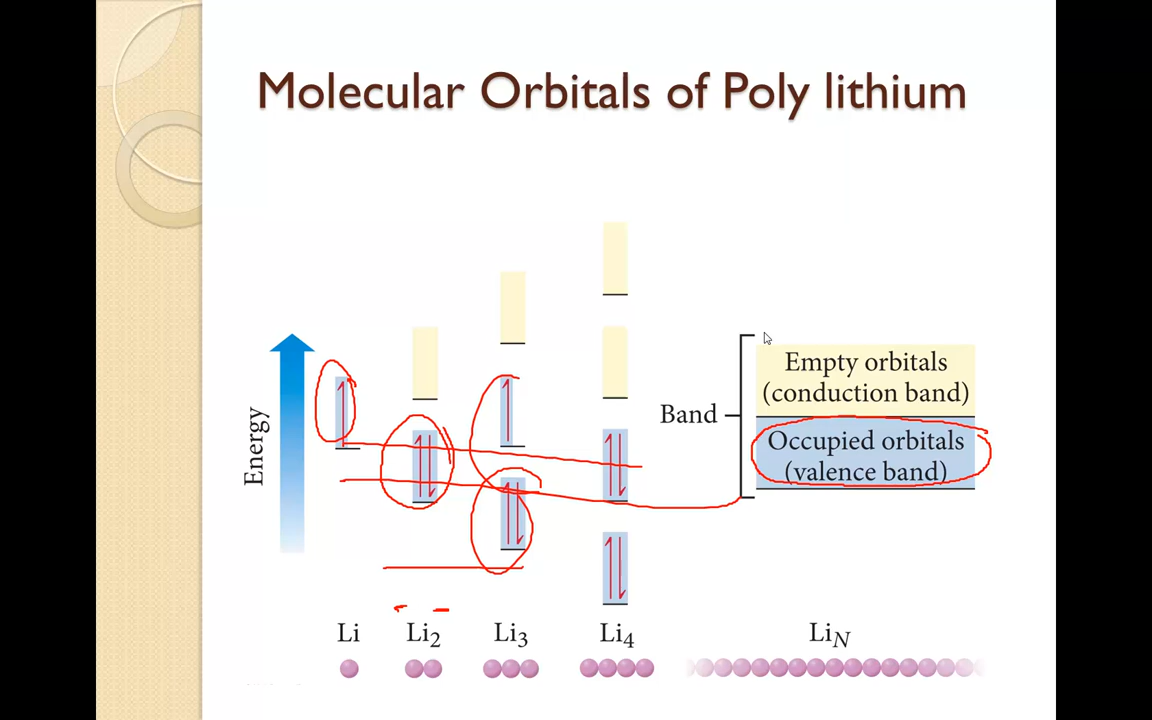 Molecular Orbitals of Poly lithium
Energy
Band
Empty orbitals
(conduction band)
Occupied orbitals
(valence band)
Li
Li₂
Li₃
Li₄
Li_N